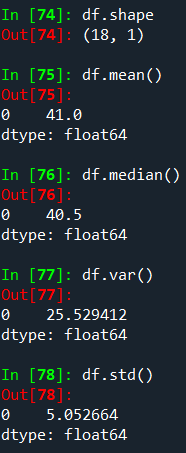 In [74]: df.shape
Out[74]: (18, 1)
In [75]: df.mean()
Out[75]:
0    41.0
dtype: float64
In [76]: df.median()
Out[76]:
0    40.5
dtype: float64
In [77]: df.var()
Out[77]:
0    25.529412
dtype: float64
In [78]: df.std()
Out[78]:
0    5.052664
dtype: float64